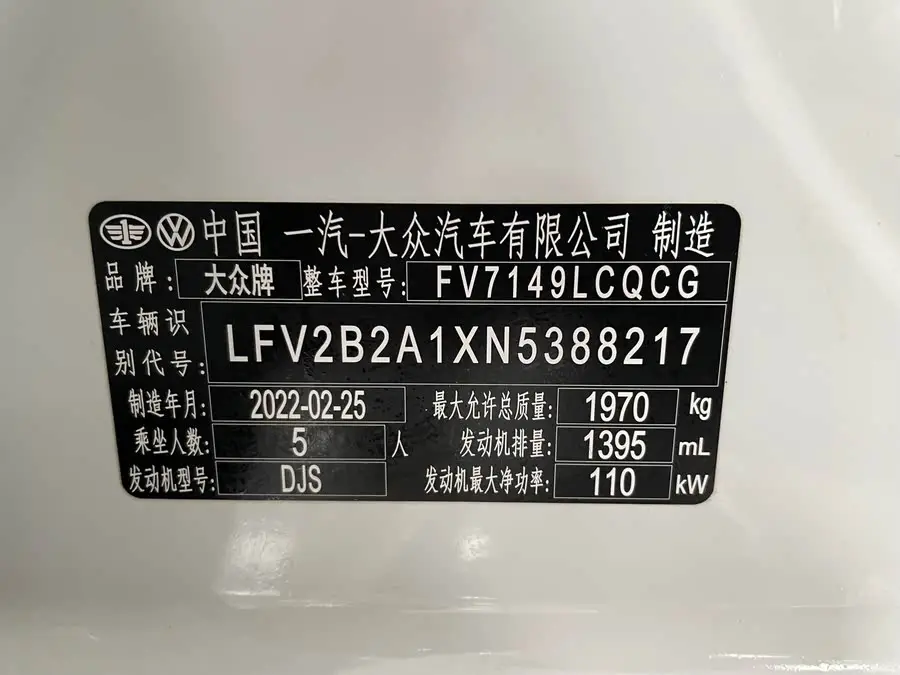 中国 一汽-大众汽车有限公司 制造
品牌: 大众牌 整车型号: FV7149LCQCG
车辆识别代号: LFV2B2A1XN5388217
制造年月: 2022-02-25 最大允许总质量: 1970 kg
乘坐人数: 5 人 发动机排量: 1395 mL
发动机型号: DJS 发动机最大净功率: 110 kW